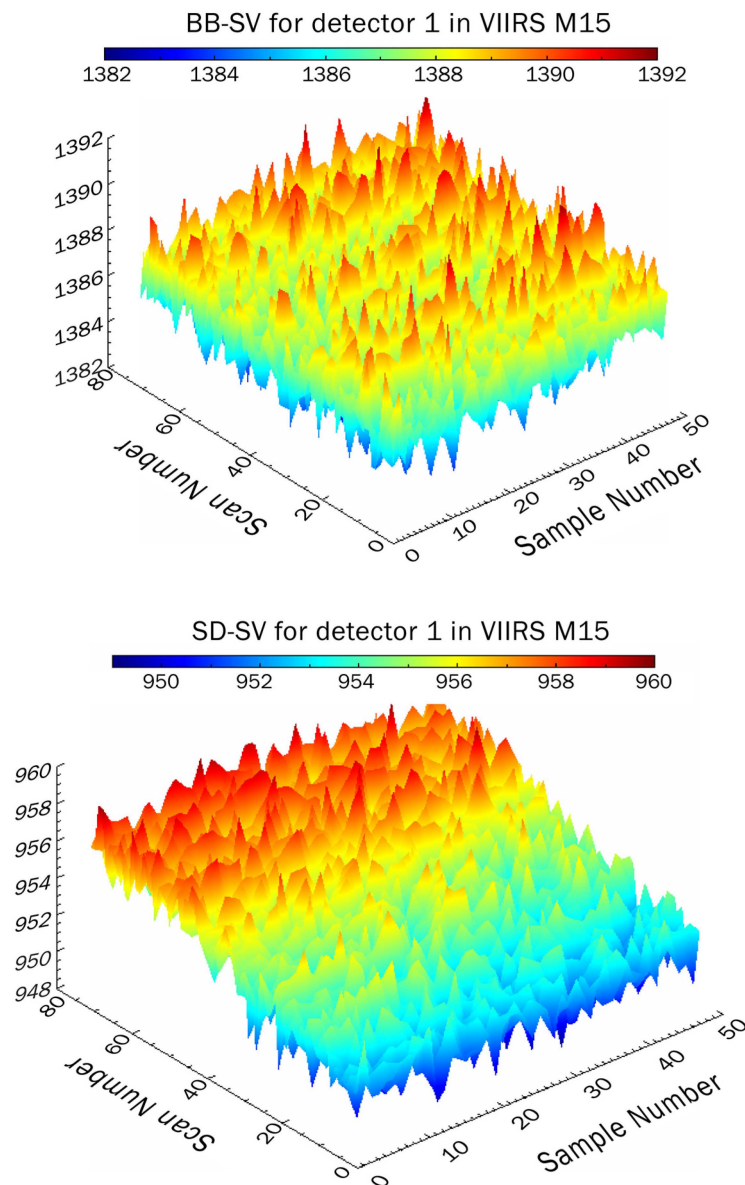 BB-SV for detector 1 in VIIRS M15
1382 1384 1386 1388 1390 1392
1392
1390
1388
1386
1384
1382
80 60 40 20 0
Scan Number
0 10 20 30 40 50
Sample Number
SD-SV for detector 1 in VIIRS M15
950 952 954 956 958 960
960
958
956
954
952
950
948
80 60 40 20 0
Scan Number
0 10 20 30 40 50
Sample Number